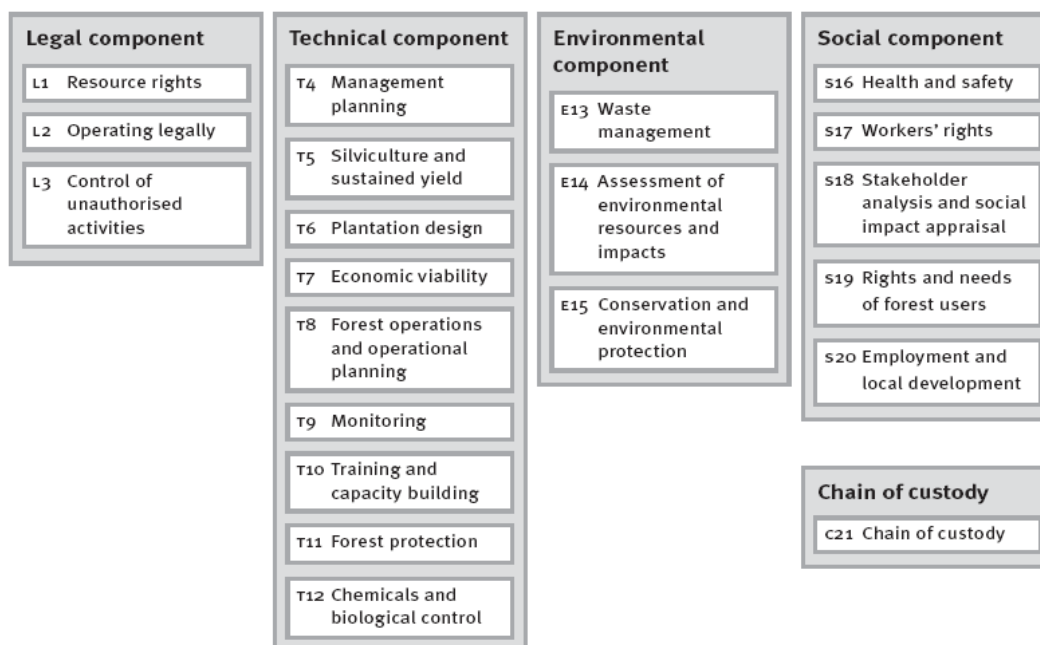 Legal component
L1 Resource rights
L2 Operating legally
L3 Control of
unauthorised
activities
Technical component
T4 Management
planning
T5 Silviculture and
sustained yield
T6 Plantation design
T7 Economic viability
T8 Forest operations
and operational
planning
T9 Monitoring
T10 Training and
capacity building
T11 Forest protection
T12 Chemicals and
biological control
Environmental
component
E13 Waste
management
E14 Assessment of
environmental
resources and
impacts
E15 Conservation and
environmental
protection
Social component
S16 Health and safety
S17 Workers' rights
S18 Stakeholder
analysis and social
impact appraisal
S19 Rights and needs
of forest users
S20 Employment and
local development
Chain of custody
C21 Chain of custody